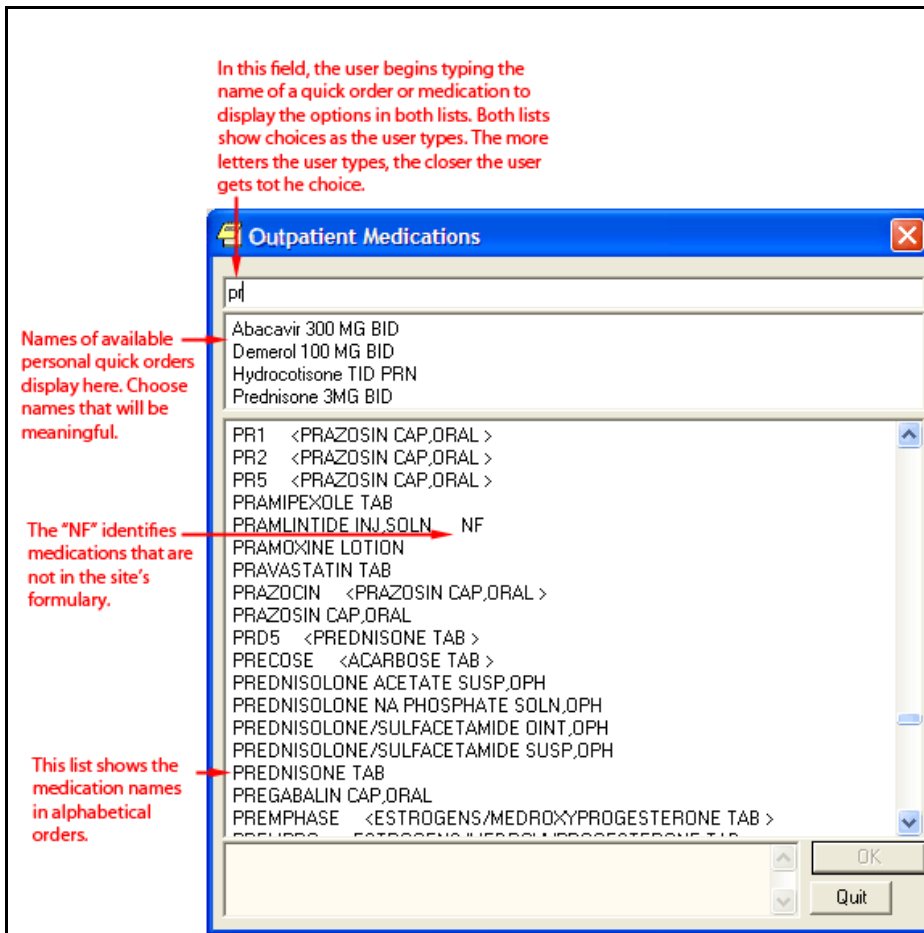 In this field, the user begins typing the
name of a quick order or medication to
display the options in both lists. Both lists
show choices as the user types. The more
letters the user types, the closer the user
gets tot he choice.
Outpatient Medications
pr
Names of available
personal quick orders
display here. Choose
names that will be
meaningful.
Abacavir 300 MG BID
Demerol 100 MG BID
Hydrocotisone TID PRN
Prednisone 3MG BID
PR1 <PRAZOSIN CAP,ORAL >
PR2 <PRAZOSIN CAP,ORAL >
PR5 <PRAZOSIN CAP,ORAL >
PRAMIPEXOLE TAB
PRAMLINTIDE INJ,SOLN NF
PRAMOXINE LOTION
PRAVASTATIN TAB
PRAZOCIN <PRAZOSIN CAP,ORAL >
PRAZOSIN CAP,ORAL
PRD5 <PREDNISONE TAB >
PRECOSE <ACARBOSE TAB >
PREDNISOLONE ACETATE SUSP,OPH
PREDNISOLONE NA PHOSPHATE SOLN,OPH
PREDNISOLONE/SULFACETAMIDE OINT,OPH
PREDNISOLONE/SULFACETAMIDE SUSP,OPH
PREDNISONE TAB
PREGABALIN CAP,ORAL
PREMPHASE <ESTROGENS/MEDROXYPROGESTERONE TAB >
The “NF” identifies
medications that are
not in the site’s
formulary.
This list shows the
medication names
in alphabetical
orders.
OK
Quit